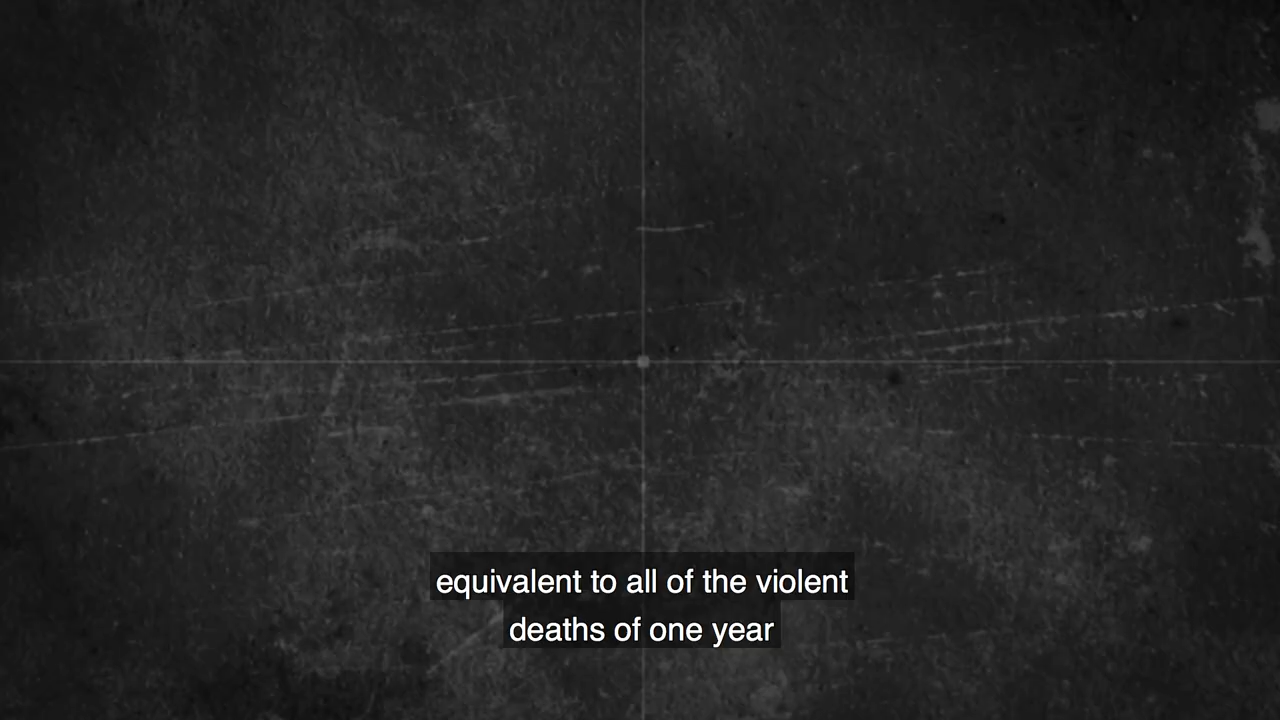 equivalent to all of the violent
deaths of one year